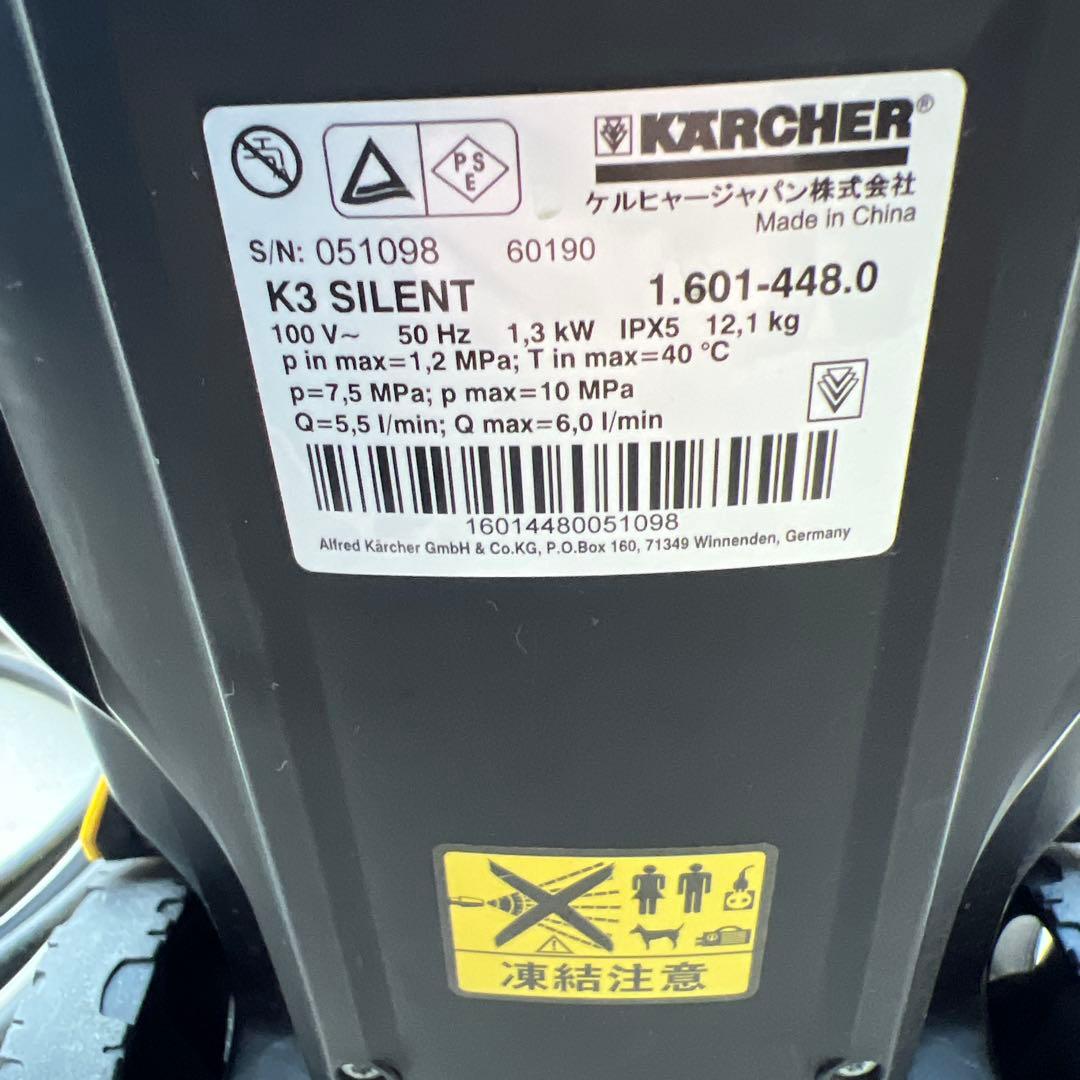 PSE
KÄRCHER®
ケルヒャージャパン株式会社
Made in China
S/N: 051098 60190
K3 SILENT 1.601-448.0
100 V~ 50 Hz 1,3 kW IPX5 12,1 kg
p in max=1,2 MPa; T in max=40 °C
p=7,5 MPa; p max=10 MPa
Q=5,5 l/min; Q max=6,0 l/min
16014480051098
Alfred Kärcher GmbH & Co.KG, P.O.Box 160, 71349 Winnenden, Germany
凍結注意